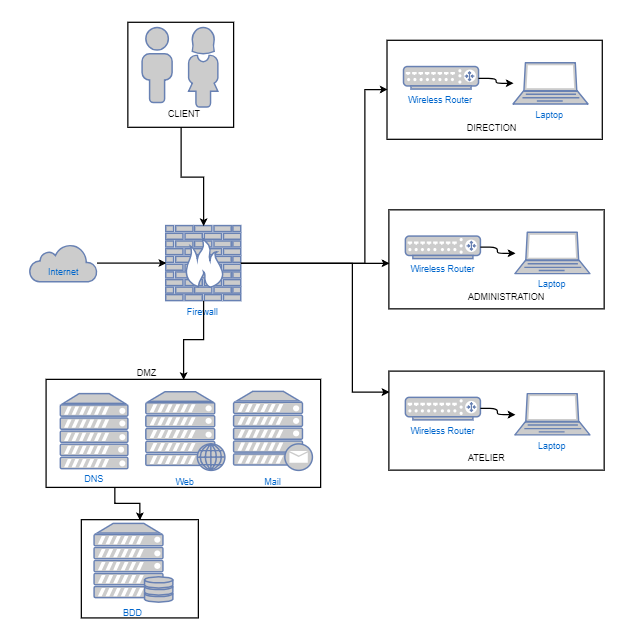 CLIENT
Wireless Router
Laptop
DIRECTION
Internet
Firewall
Wireless Router
Laptop
ADMINISTRATION
DMZ
DNS
Web
Mail
Wireless Router
Laptop
ATELIER
BDD